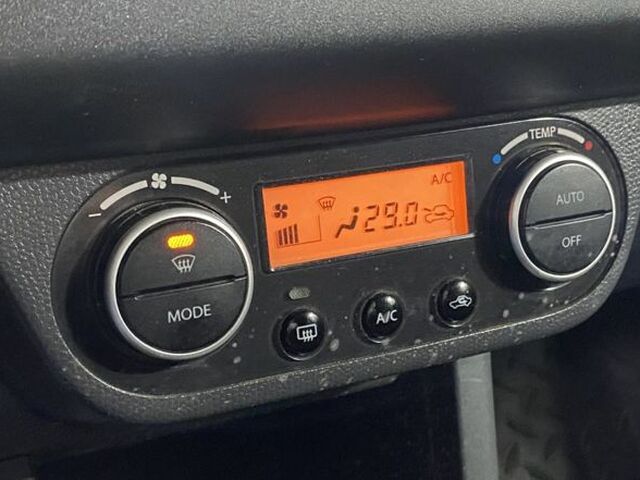 TEMP
− +
A/C
29.0
AUTO
OFF
MODE
A/C